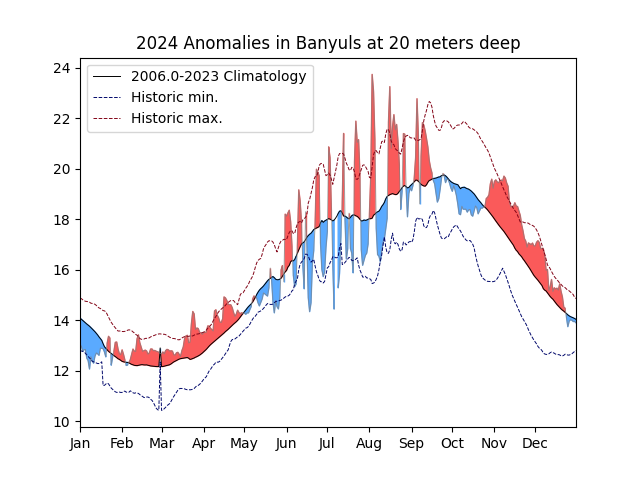 2024 Anomalies in Banyuls at 20 meters deep
2006.0-2023 Climatology
Historic min.
Historic max.
24
22
20
18
16
14
12
10
Jan Feb Mar Apr May Jun Jul Aug Sep Oct Nov Dec